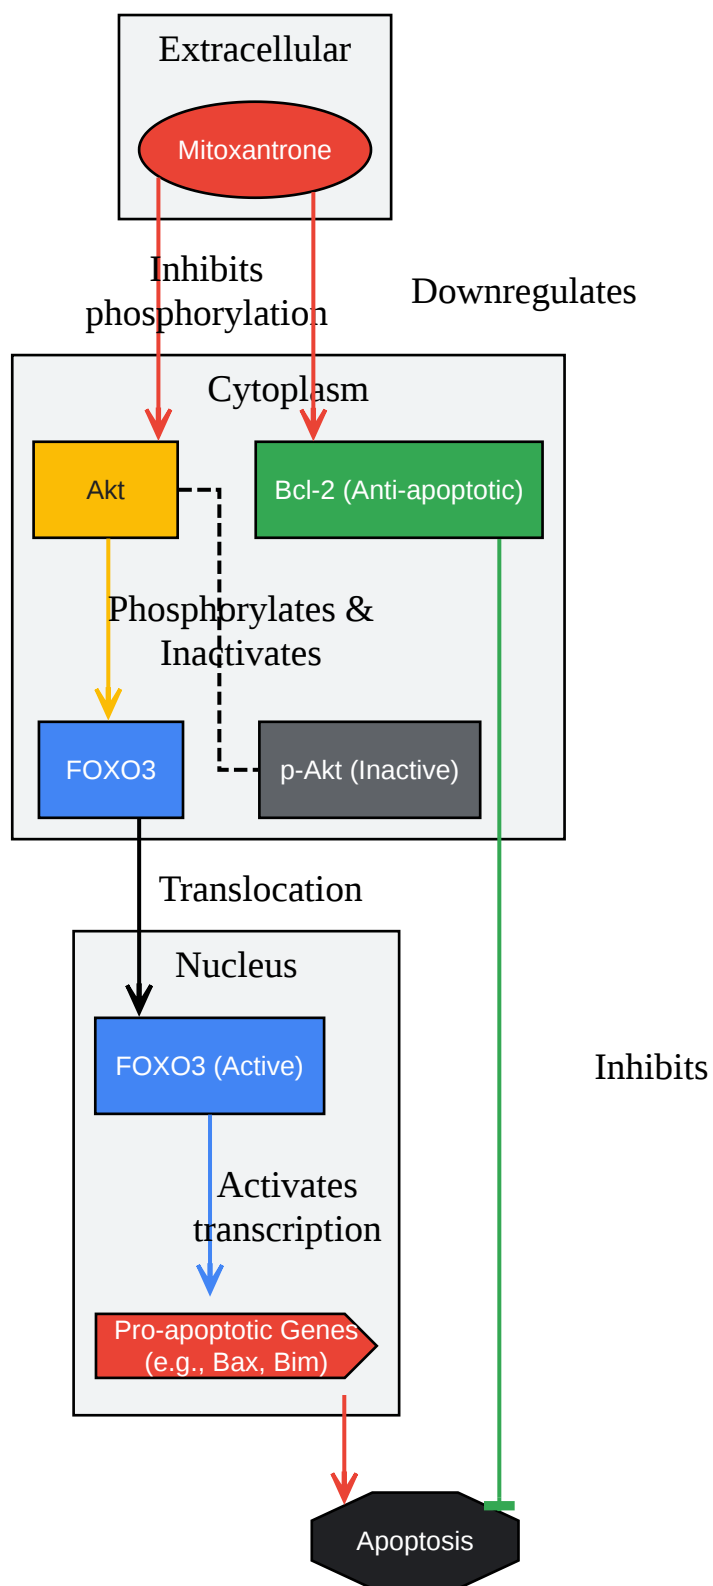 Extracellular
Mitoxantrone
Inhibits
phosphorylation
Downregulates
Cytoplasm
Akt
Bcl-2 (Anti-apoptotic)
Phosphorylates &
Inactivates
FOXO3
p-Akt (Inactive)
Translocation
Nucleus
FOXO3 (Active)
Inhibits
Activates
transcription
Pro-apoptotic Genes
(e.g., Bax, Bim)
Apoptosis